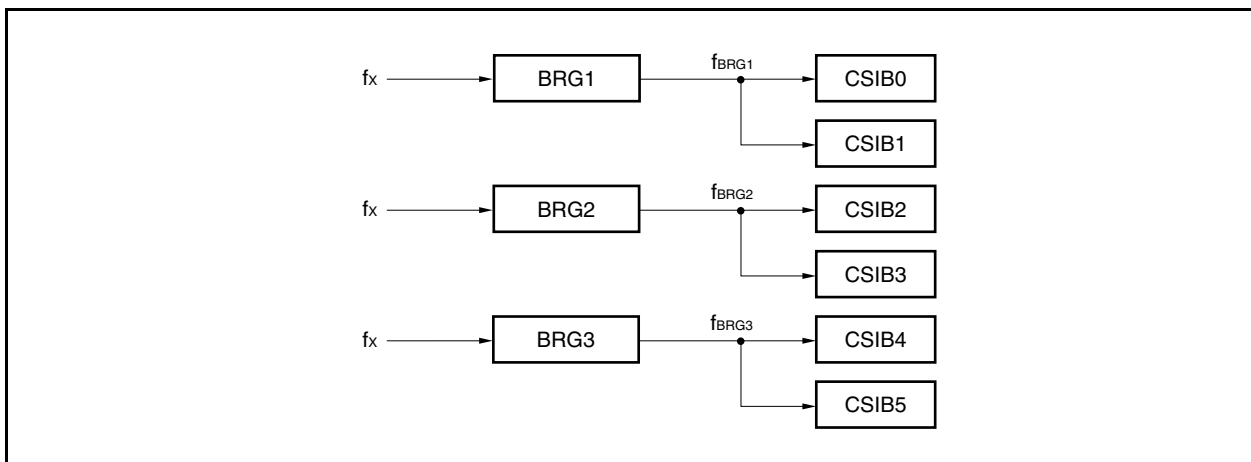 fX
BRG1
fBRG1
CSIB0
CSIB1
fX
BRG2
fBRG2
CSIB2
CSIB3
fX
BRG3
fBRG3
CSIB4
CSIB5